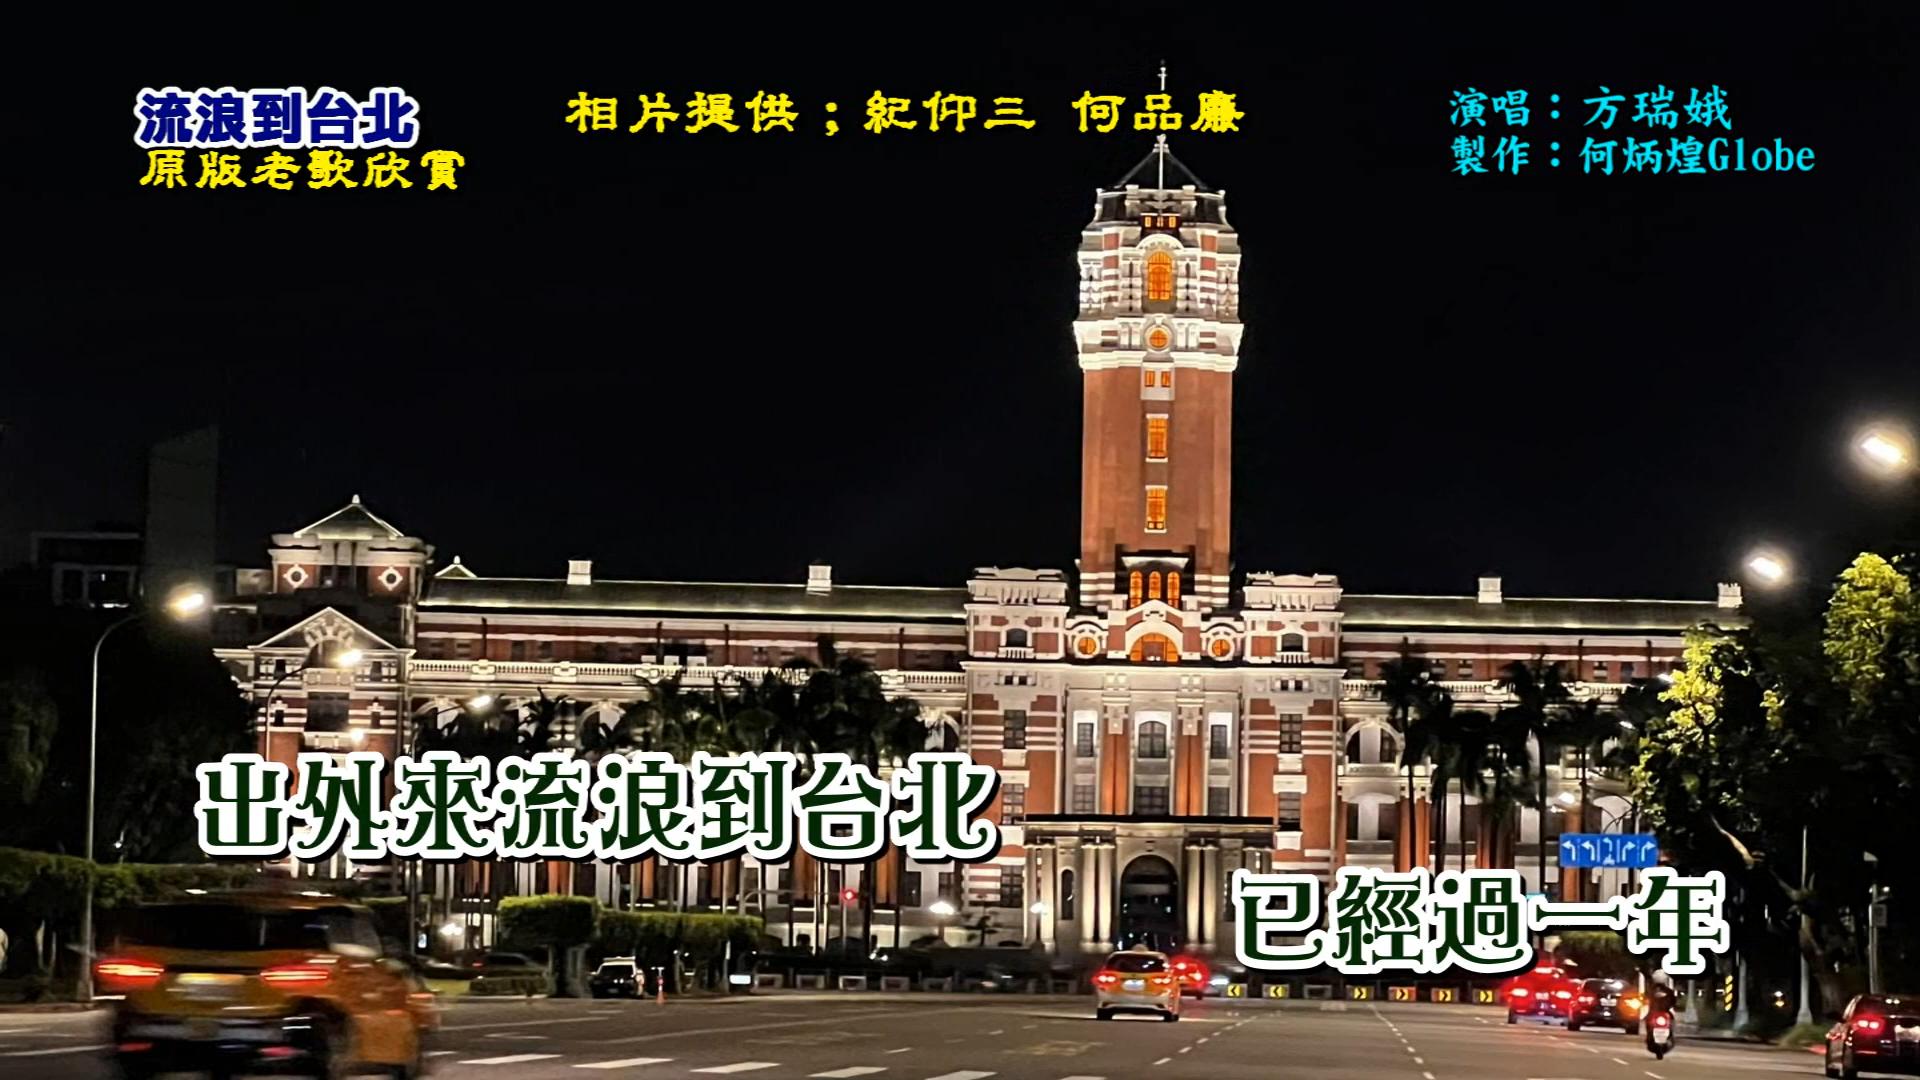 流浪到台北
原版老歌欣賞
相片提供；紀仰三 何品廉
演唱：方瑞娥
製作：何炳煌Globe
出外來流浪到台北
已經過一年